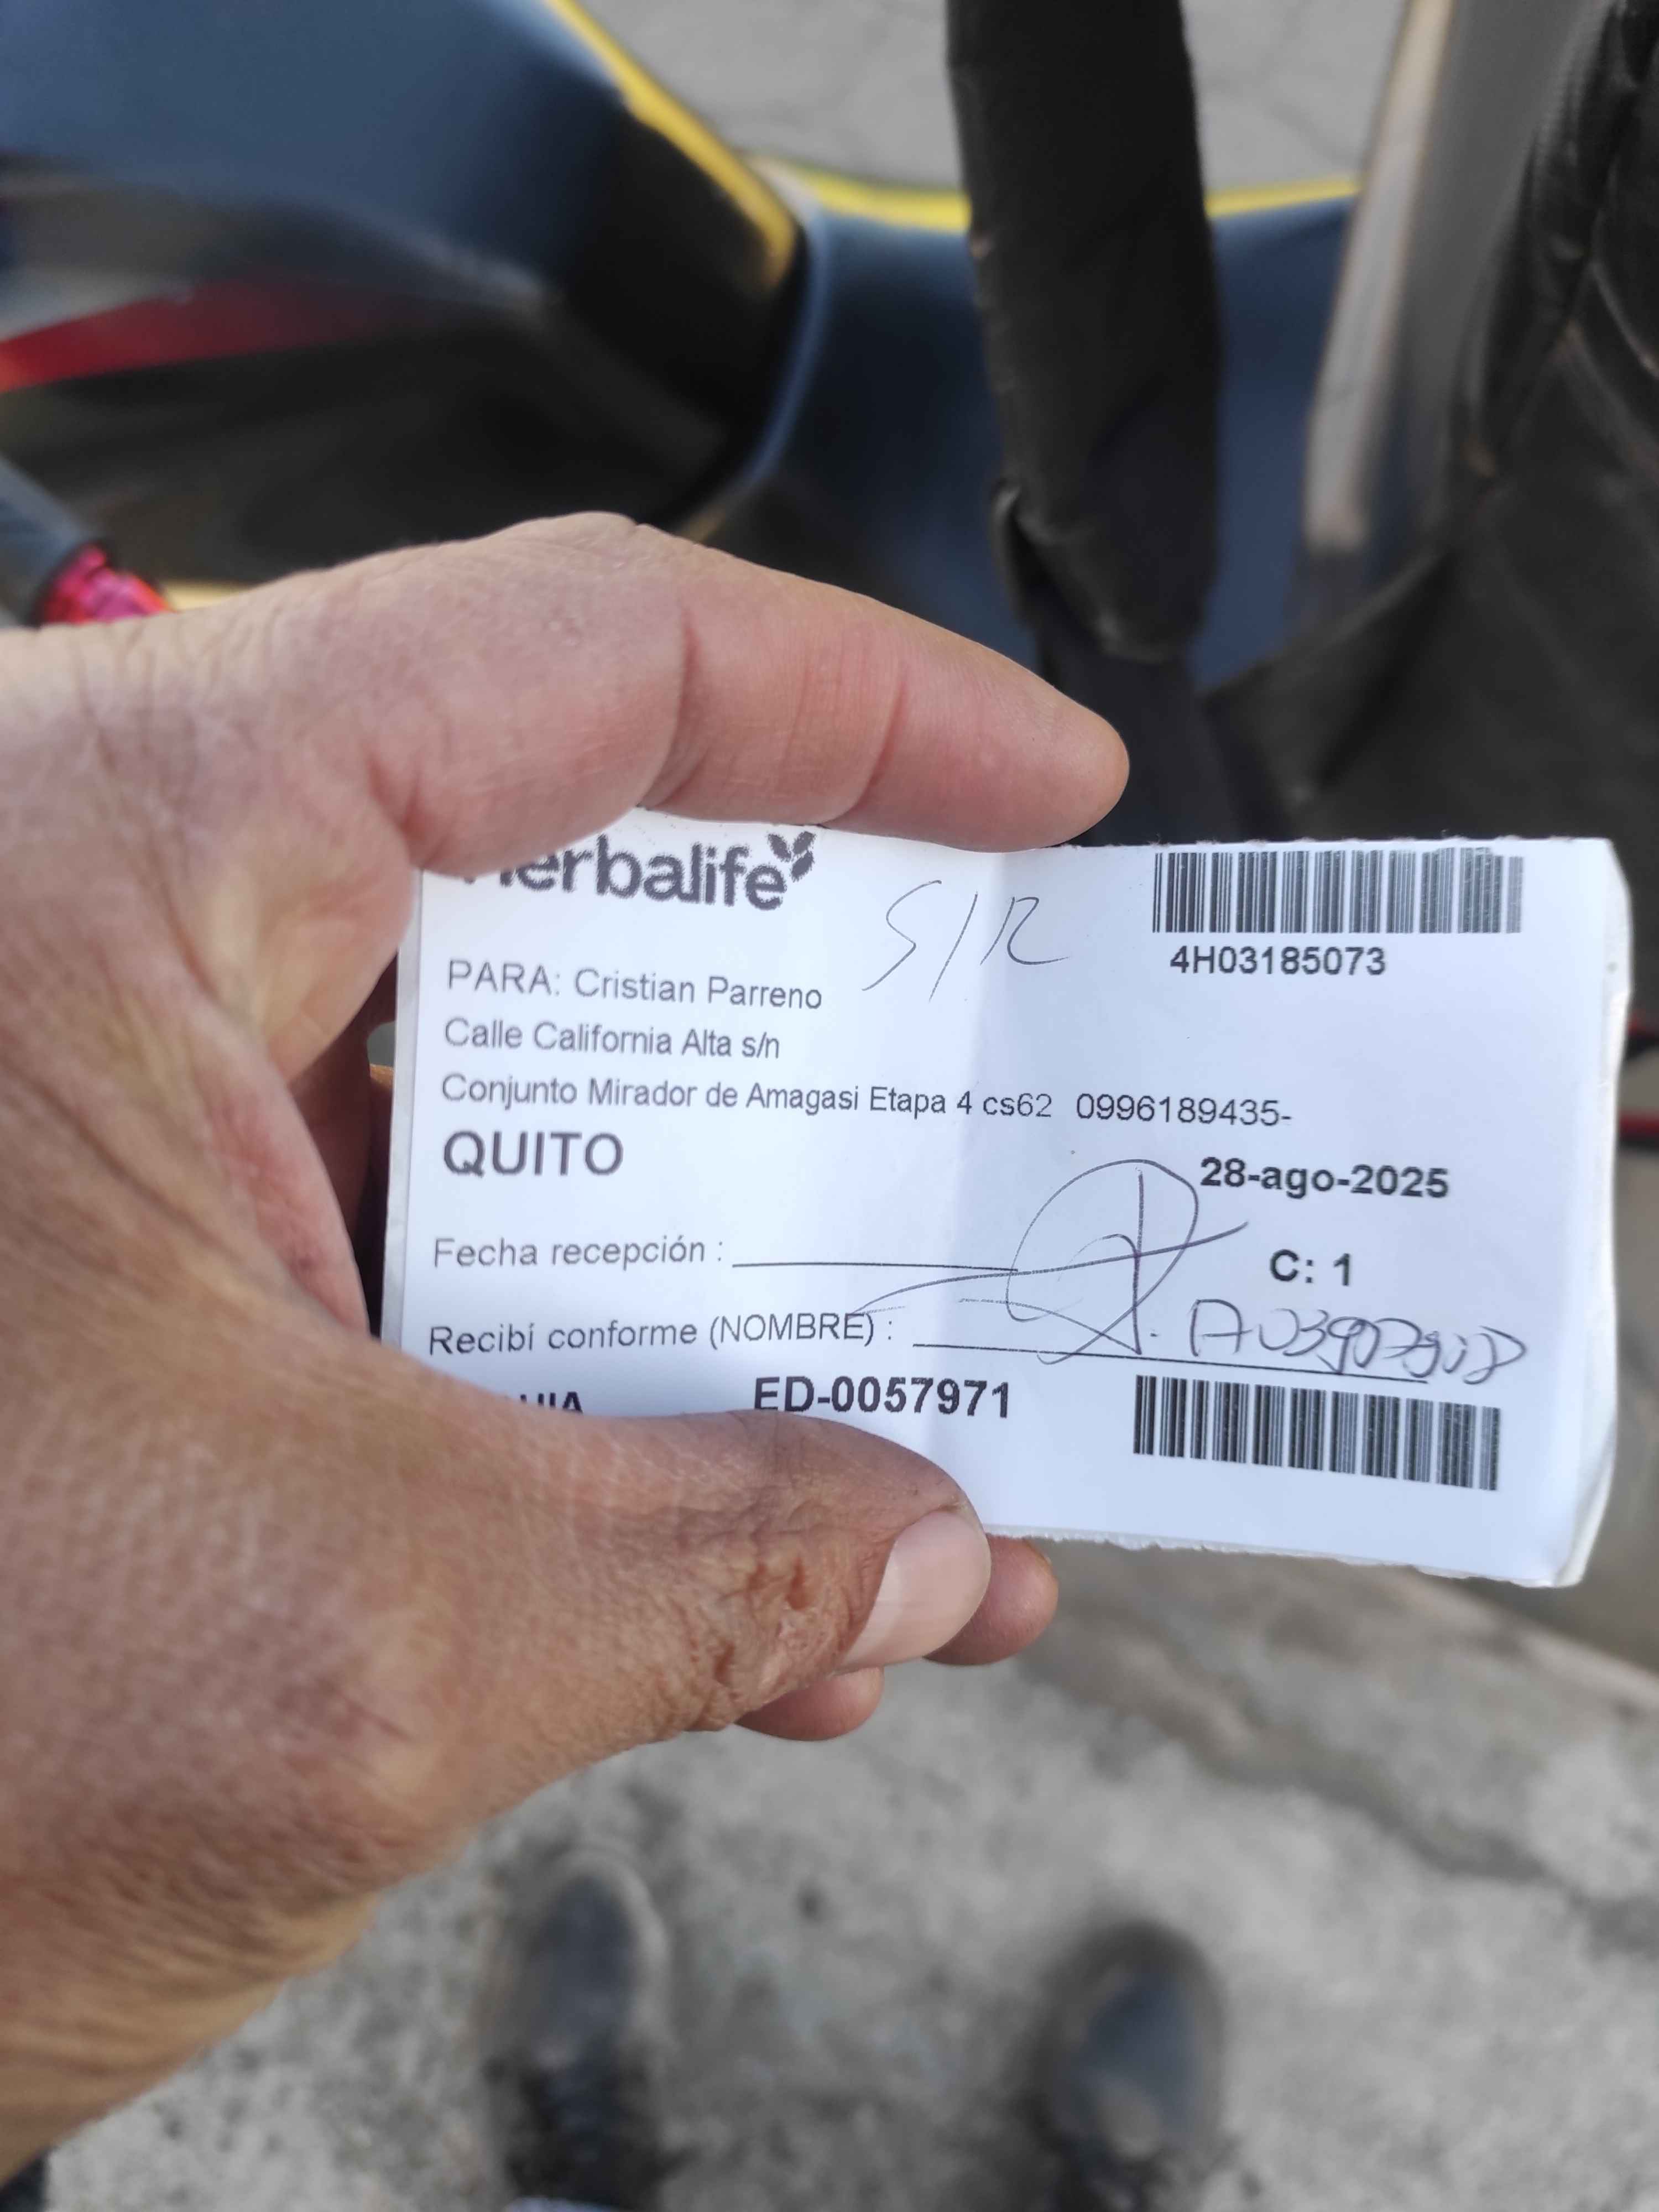 Herbalife
S/R
4H03185073
PARA: Cristian Parreno
Calle California Alta s/n
Conjunto Mirador de Amagasi Etapa 4 cs62 0996189435-
QUITO
28-ago-2025
Fecha recepción :
C: 1
Recibí conforme (NOMBRE) :
ED-0057971